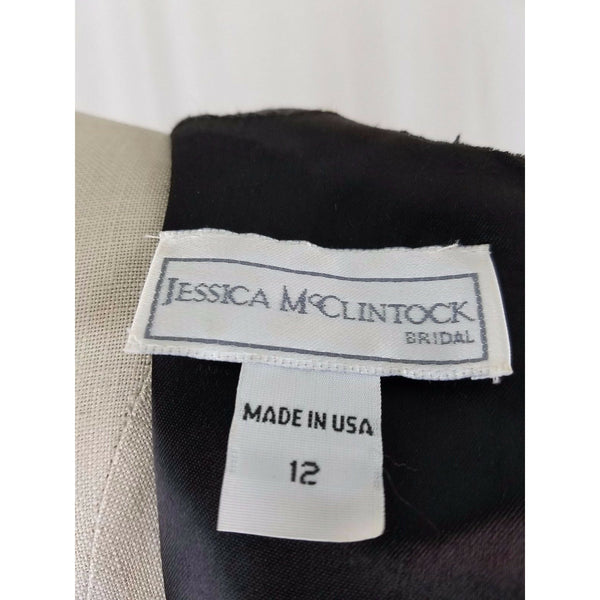 JESSICA McCLINTOCK
BRIDAL
MADE IN USA
12